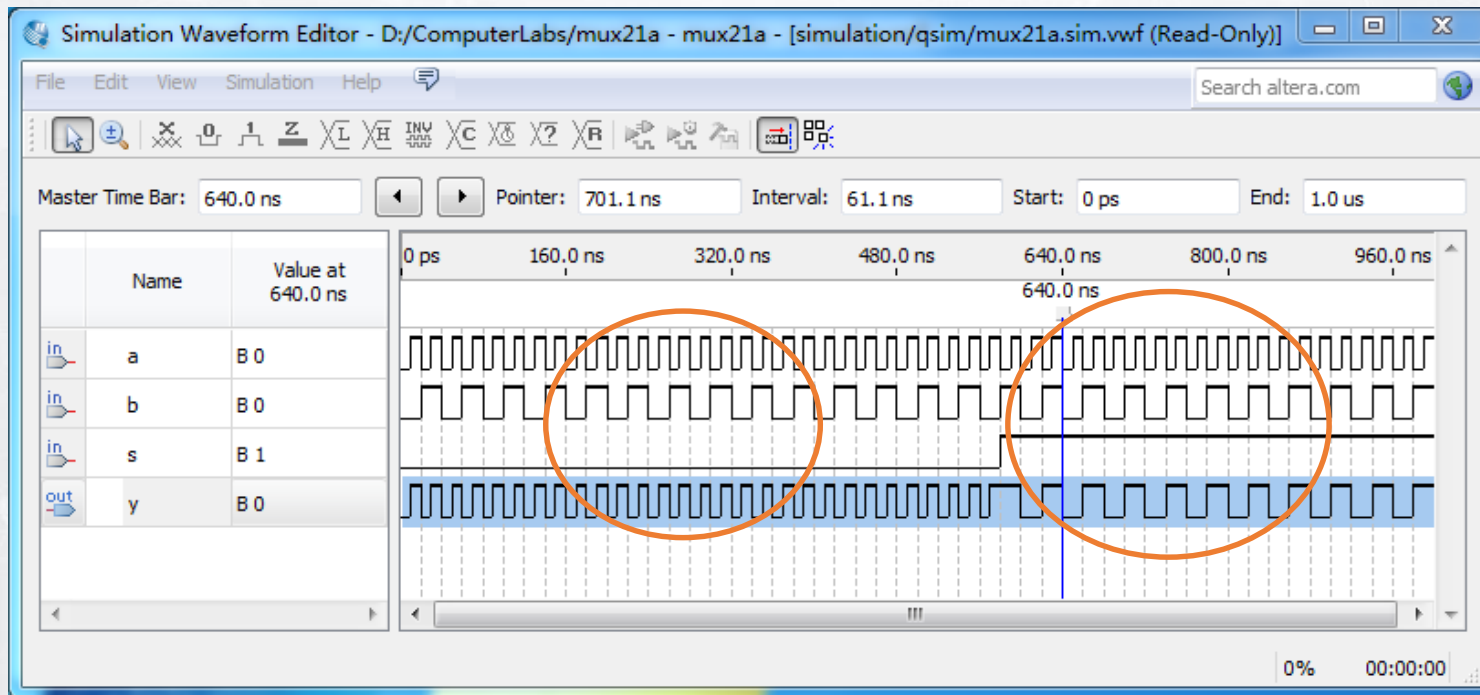 Simulation Waveform Editor - D:/ComputerLabs/mux21a - mux21a - [simulation/qsim/mux21a.sim.vwf (Read-Only)]
File Edit View Simulation Help Search altera.com
X 0 1 Z L H INV C 2 R
Master Time Bar: 640.0 ns Pointer: 701.1 ns Interval: 61.1 ns Start: 0 ps End: 1.0 us
Name Value at 640.0 ns 0 ps 160.0 ns 320.0 ns 480.0 ns 640.0 ns 800.0 ns 960.0 ns
640.0 ns
in a B 0
in b B 0
in s B 1
out y B 0
0% 00:00:00